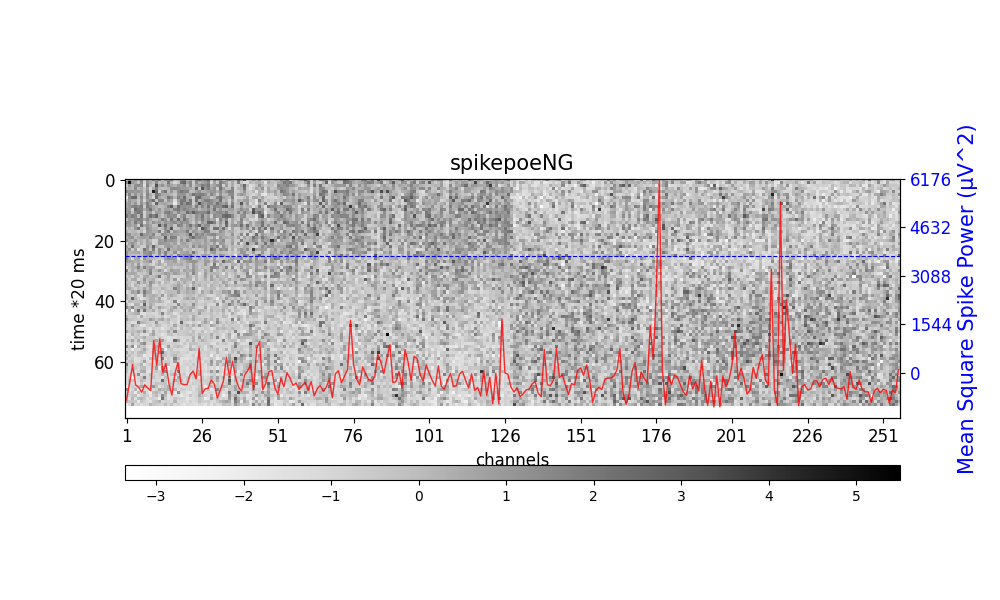 spikepoeNG
0
20
40
60
time *20 ms
6176
4632
3088
1544
0
Mean Square Spike Power (μV^2)
1 26 51 76 101 126 151 176 201 226 251
channels
−3 −2 −1 0 1 2 3 4 5